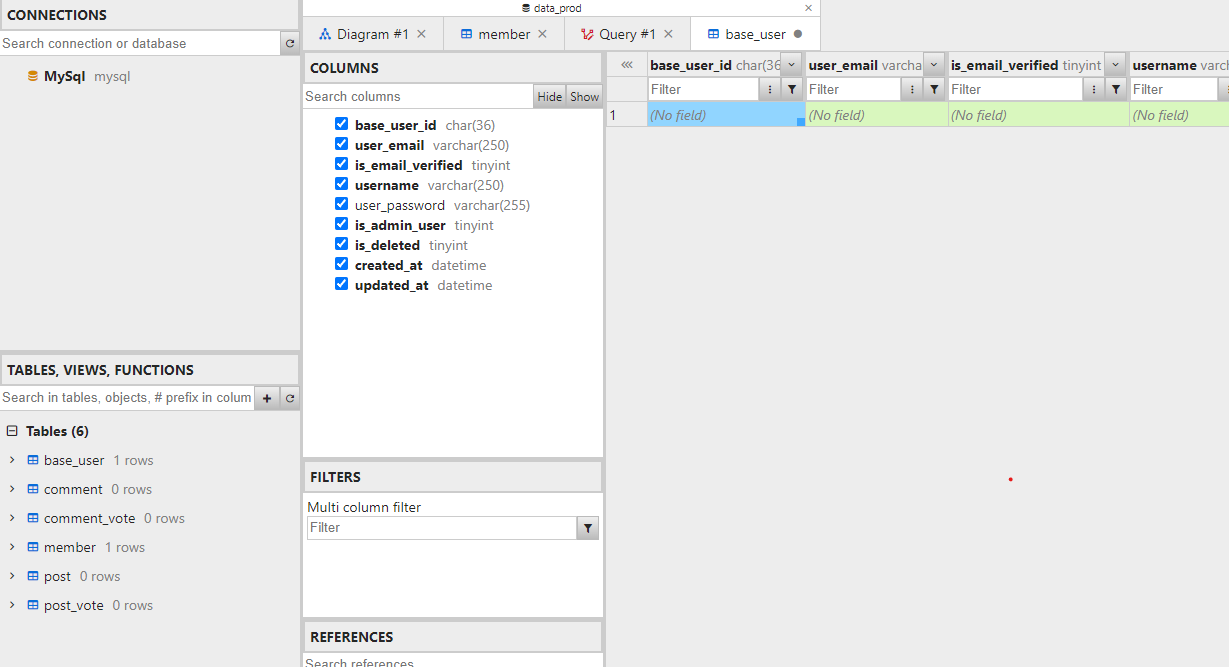 CONNECTIONS
Search connection or database
MySql mysql
TABLES, VIEWS, FUNCTIONS
Search in tables, objects, # prefix in colum
+
Tables (6)
base_user 1 rows
comment 0 rows
comment_vote 0 rows
member 1 rows
post 0 rows
post_vote 0 rows
data_prod
Diagram #1
member
Query #1
base_user
COLUMNS
Search columns
Hide Show
base_user_id char(36)
user_email varchar(250)
is_email_verified tinyint
username varchar(250)
user_password varchar(255)
is_admin_user tinyint
is_deleted tinyint
created_at datetime
updated_at datetime
FILTERS
Multi column filter
Filter
REFERENCES
Search references
base_user_id char(36 user_email varcha is_email_verified tinyint username varch
Filter Filter Filter Filter
1 (No field) (No field) (No field) (No field)